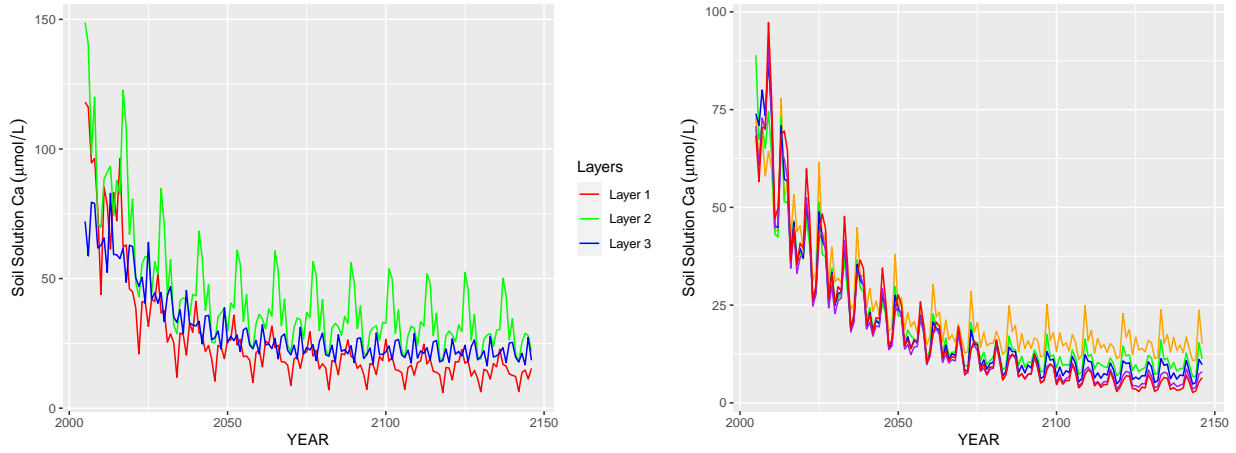 150
100
50
0
2000
2050
2100
2150
YEAR
Soil Solution Ca (μmol/L)
Layers
Layer 1
Layer 2
Layer 3
100
75
50
25
0
2000
2050
2100
2150
YEAR
Soil Solution Ca (μmol/L)